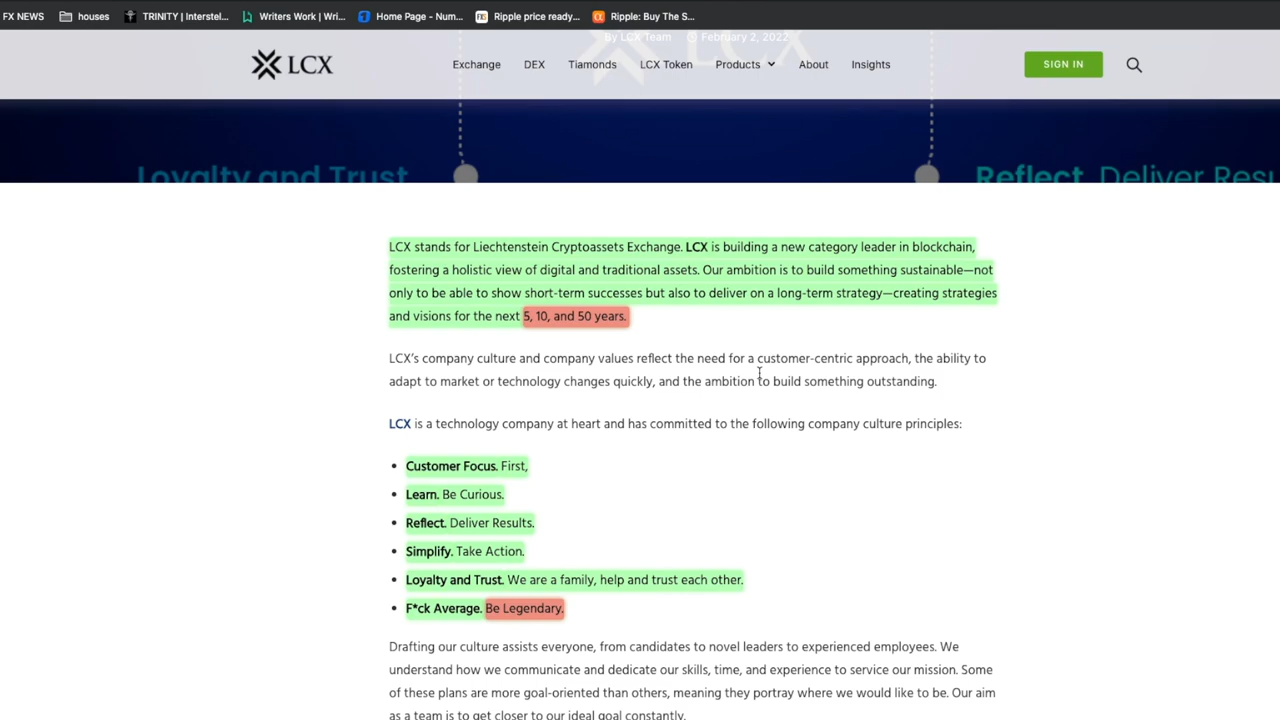 FX NEWS houses TRINITY | Interstel... Writers Work | Wri... Home Page - Num... Ripple price ready... Ripple: Buy The S...
By LCX Team February 2, 2022
LCX Exchange DEX Tiamonds LCX Token Products About Insights SIGN IN
Loyalty and Trust Reflect. Deliver Resu
LCX stands for Liechtenstein Cryptoassets Exchange. LCX is building a new category leader in blockchain,
fostering a holistic view of digital and traditional assets. Our ambition is to build something sustainable—not
only to be able to show short-term successes but also to deliver on a long-term strategy—creating strategies
and visions for the next 5, 10, and 50 years.
LCX’s company culture and company values reflect the need for a customer-centric approach, the ability to
adapt to market or technology changes quickly, and the ambition to build something outstanding.
LCX is a technology company at heart and has committed to the following company culture principles:
• Customer Focus. First,
• Learn. Be Curious.
• Reflect. Deliver Results.
• Simplify. Take Action.
• Loyalty and Trust. We are a family, help and trust each other.
• F*ck Average. Be Legendary.
Drafting our culture assists everyone, from candidates to novel leaders to experienced employees. We
understand how we communicate and dedicate our skills, time, and experience to service our mission. Some
of these plans are more goal-oriented than others, meaning they portray where we would like to be. Our aim
as a team is to get closer to our ideal goal constantly.